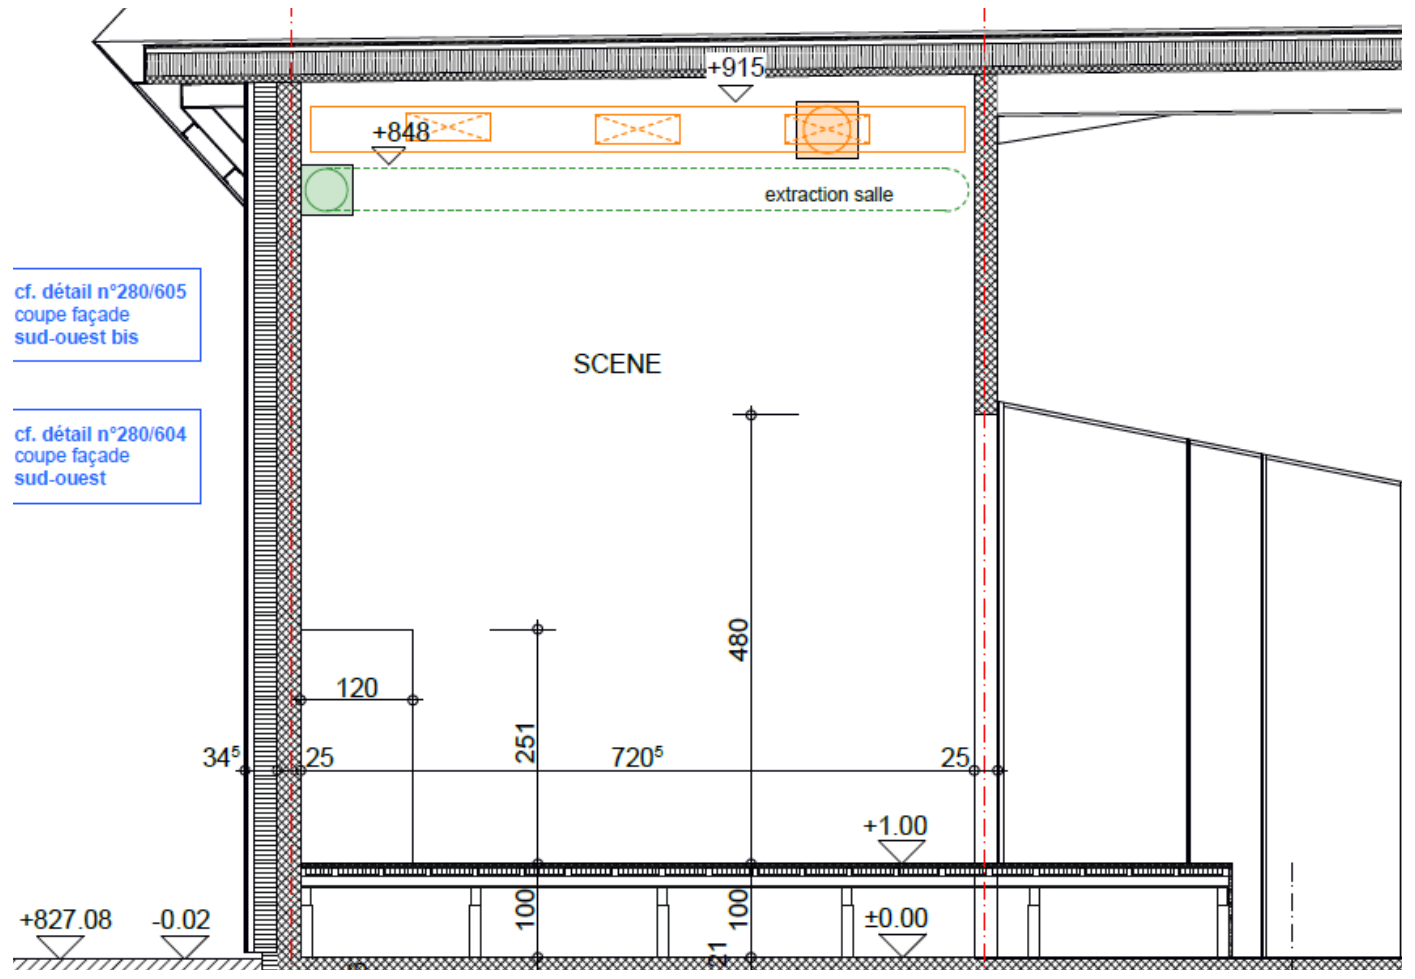 +915
+848
extraction salle
cf. détail n°280/605
coupe façade
sud-ouest bis
SCENE
cf. détail n°280/604
coupe façade
sud-ouest
480
120
251
34⁵
25
720⁵
25
+1.00
100
100
+827.08
-0.02
±0.00
21